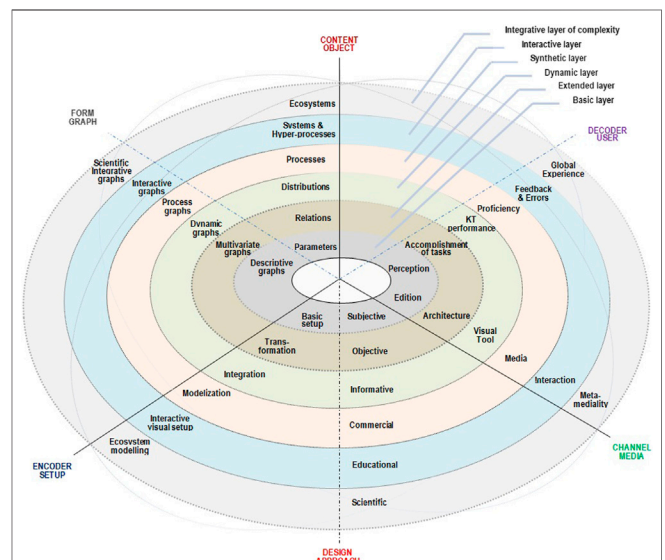 CONTENT
OBJECT
Integrative layer of complexity
Interactive layer
Synthetic layer
Dynamic layer
Extended layer
Basic layer
FORM
GRAPH
DECODER
USER
Ecosystems
Systems &
Hyper-processes
Processes
Distributions
Relations
Parameters
Scientific
Integrative
graphs
Interactive
graphs
Process
graphs
Dynamic
graphs
Multivariate
graphs
Descriptive
graphs
Global
Experience
Feedback
& Errors
Proficiency
KT
performance
Accomplishment
of tasks
Perception
Edition
Architecture
Visual
Tool
Media
Interaction
Meta-
mediality
Basic
setup
Subjective
Trans-
formation
Objective
Integration
Informative
Modelization
Commercial
Interactive
visual setup
Ecosystem
modelling
Educational
Scientific
ENCODER
SETUP
CHANNEL
MEDIA
DESIGN
APPROACH